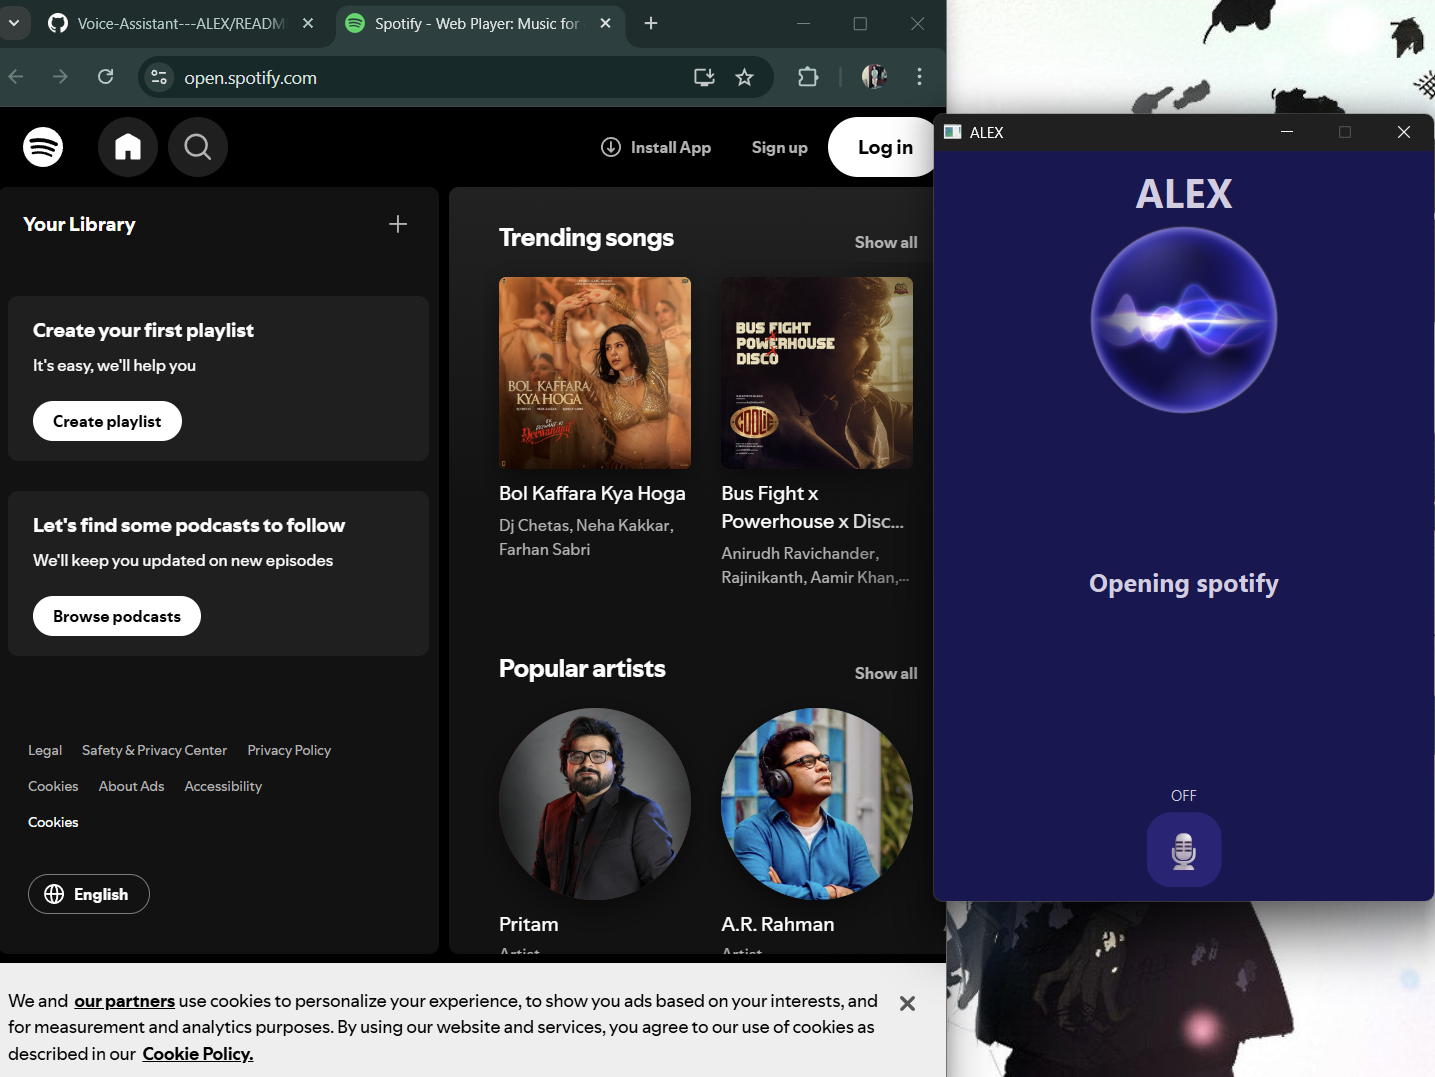 Voice-Assistant---ALEX/READM
Spotify - Web Player: Music for
open.spotify.com
Install App
Sign up
Log in
Your Library
Create your first playlist
It's easy, we'll help you
Create playlist
Let's find some podcasts to follow
We'll keep you updated on new episodes
Browse podcasts
Legal
Safety & Privacy Center
Privacy Policy
Cookies
About Ads
Accessibility
Cookies
English
Trending songs
Show all
BOL KAFFARA
KYA HOGA
Deewaniyat
BUS FIGHT
POWERHOUSE
DISCO
COOLIE
Bol Kaffara Kya Hoga
Dj Chetas, Neha Kakkar,
Farhan Sabri
Bus Fight x
Powerhouse x Disc...
Anirudh Ravichander,
Rajinikanth, Aamir Khan,...
Popular artists
Show all
Pritam
Artist
A.R. Rahman
Artist
We and our partners use cookies to personalize your experience, to show you ads based on your interests, and
for measurement and analytics purposes. By using our website and services, you agree to our use of cookies as
described in our Cookie Policy.
ALEX
ALEX
Opening spotify
OFF